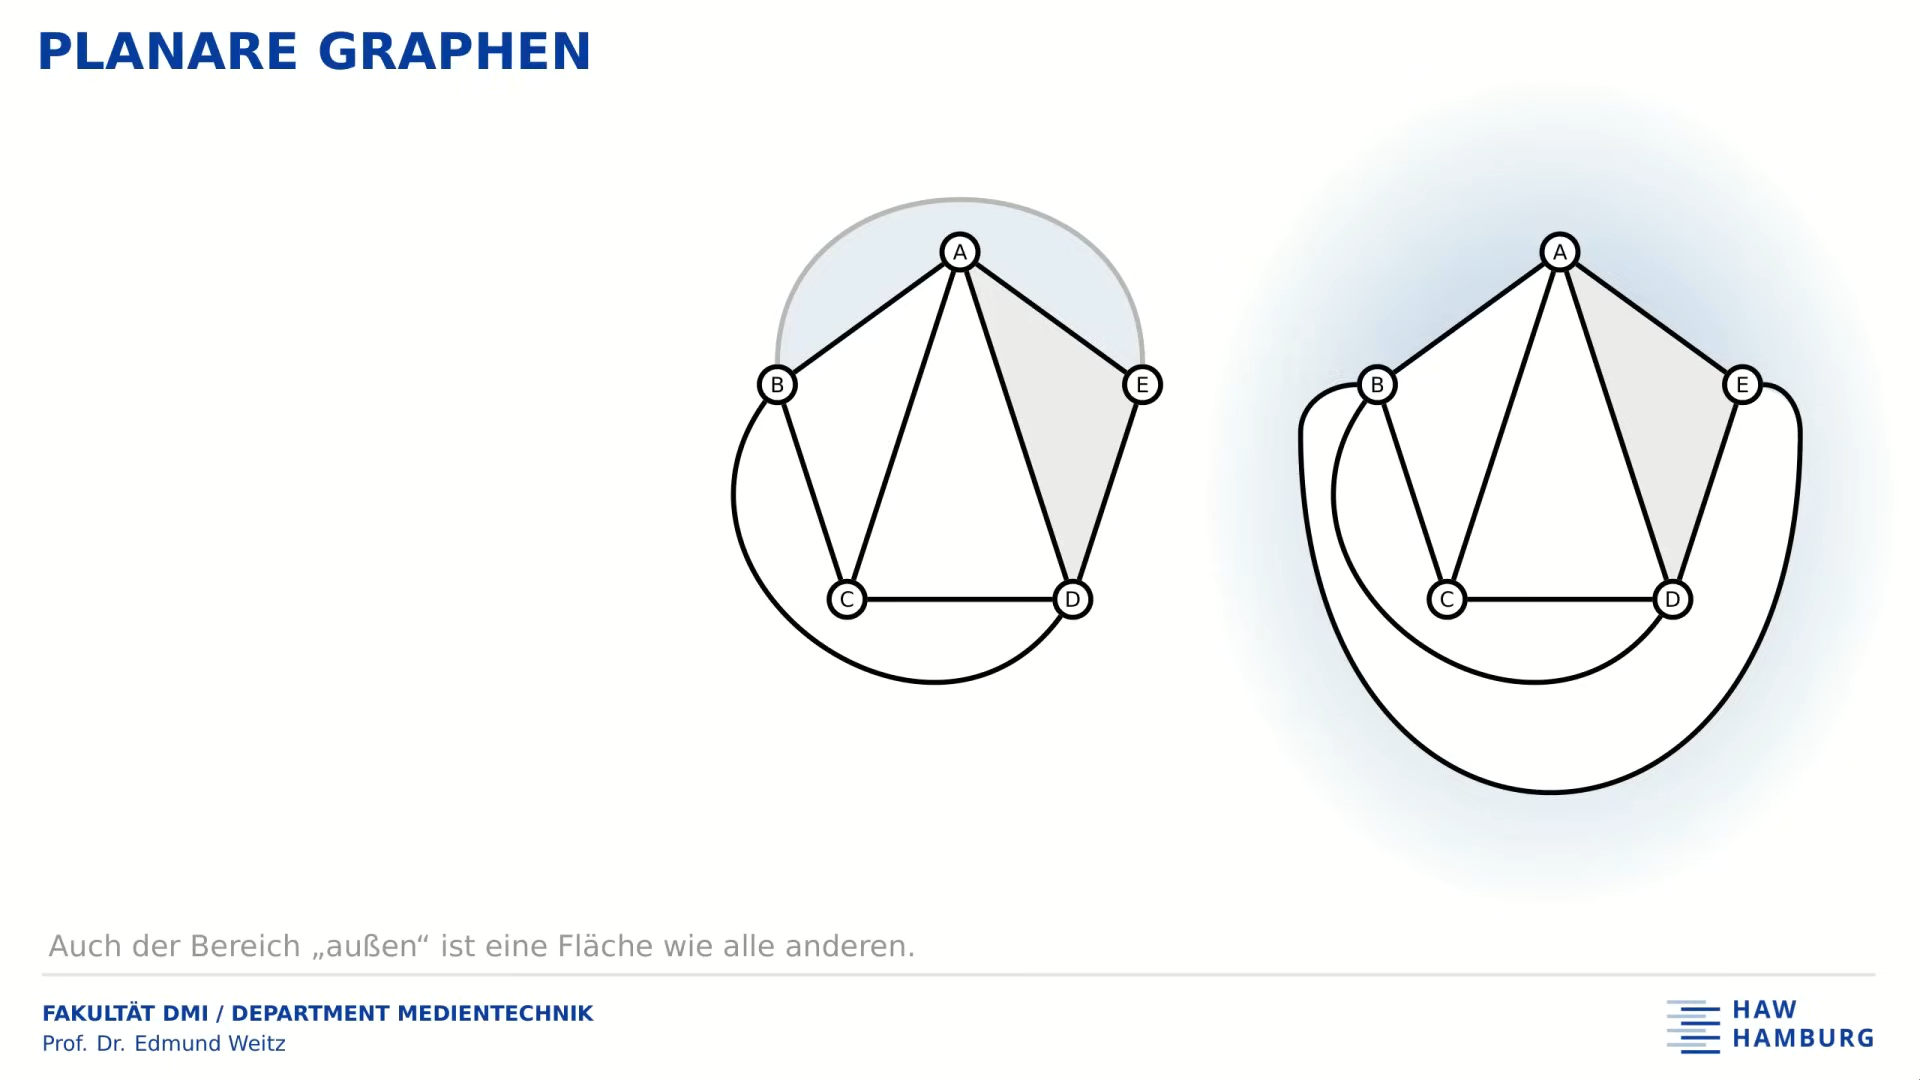 PLANARE GRAPHEN
A
B
E
C
D
A
B
E
C
D
Auch der Bereich „außen“ ist eine Fläche wie alle anderen.
FAKULTÄT DMI / DEPARTMENT MEDIENTECHNIK
Prof. Dr. Edmund Weitz
HAW
HAMBURG